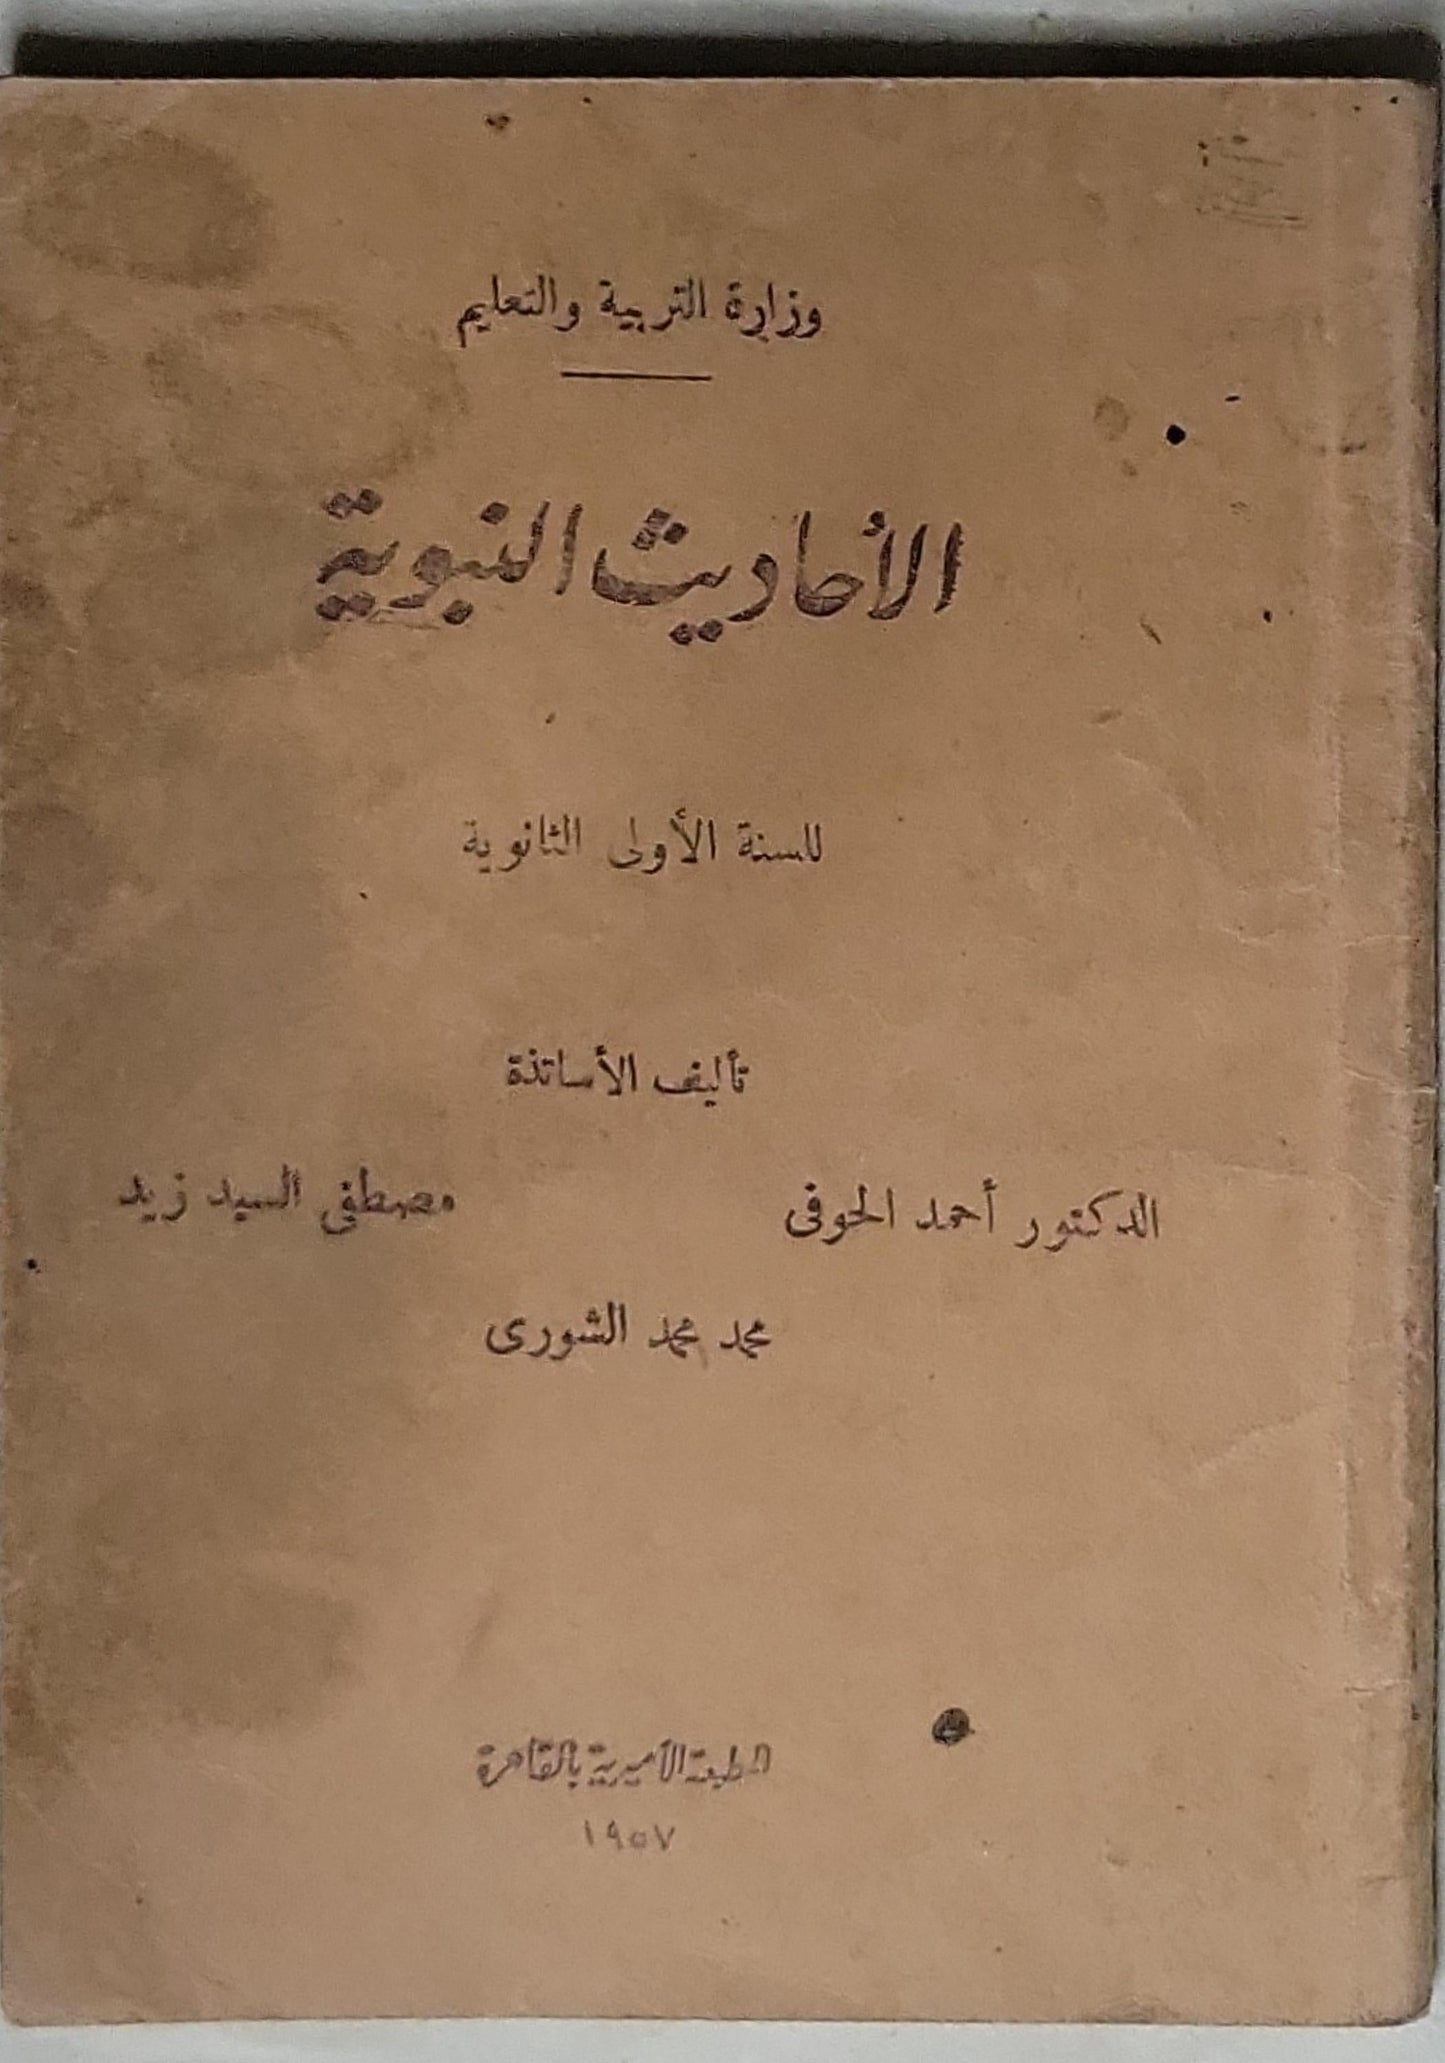 وزارة التربية والتعليم
الأحاديث النبوية
للسنة الأولى الثانوية
تأليف الأساتذة
الدكتور أحمد الحوفى مصطفى السيد زيد
محمد محمد الشورى
المطبعة الأميرية بالقاهرة
١٩٥٧